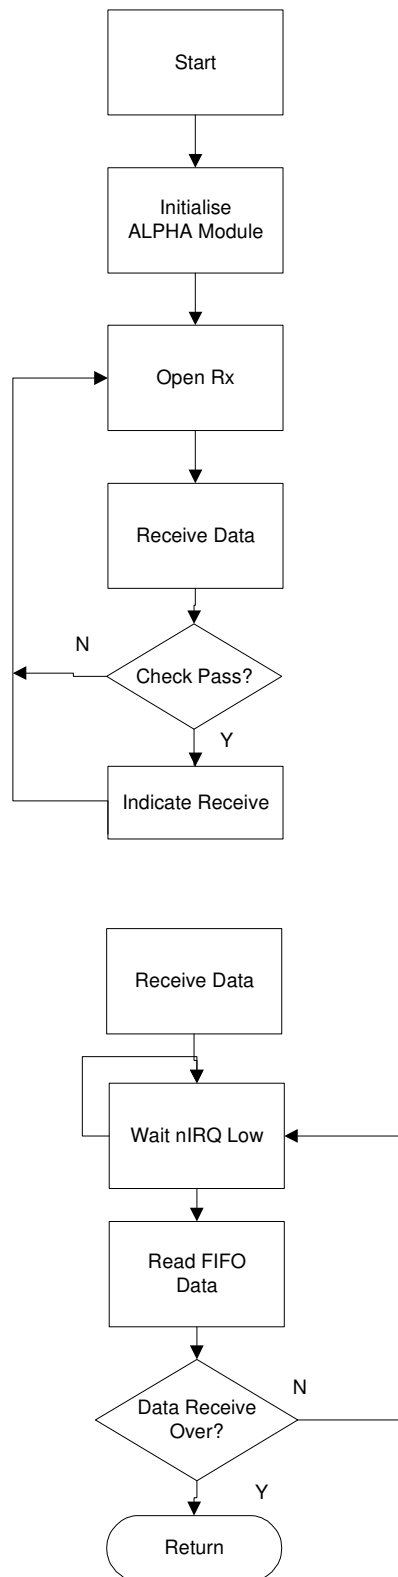 Start
Initialise
ALPHA Module
Open Rx
Receive Data
N
Check Pass?
Y
Indicate Receive
Receive Data
Wait nIRQ Low
Read FIFO
Data
N
Data Receive
Over?
Y
Return